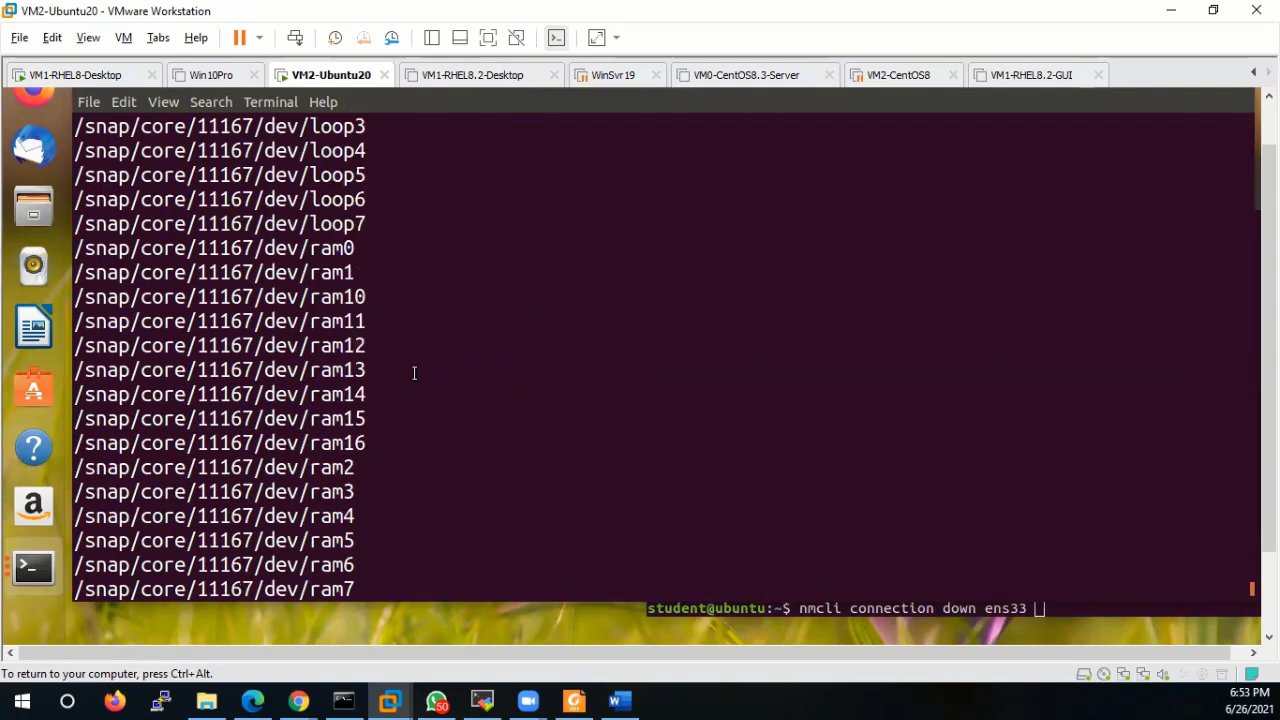 VM2-Ubuntu20 - VMware Workstation
File Edit View VM Tabs Help
VM1-RHEL8-Desktop Win10Pro VM2-Ubuntu20 VM1-RHEL8.2-Desktop WinSvr19 VM0-CentOS8.3-Server VM2-CentOS8 VM1-RHEL8.2-GUI
File Edit View Search Terminal Help
/snap/core/11167/dev/loop3
/snap/core/11167/dev/loop4
/snap/core/11167/dev/loop5
/snap/core/11167/dev/loop6
/snap/core/11167/dev/loop7
/snap/core/11167/dev/ram0
/snap/core/11167/dev/ram1
/snap/core/11167/dev/ram10
/snap/core/11167/dev/ram11
/snap/core/11167/dev/ram12
/snap/core/11167/dev/ram13
/snap/core/11167/dev/ram14
/snap/core/11167/dev/ram15
/snap/core/11167/dev/ram16
/snap/core/11167/dev/ram2
/snap/core/11167/dev/ram3
/snap/core/11167/dev/ram4
/snap/core/11167/dev/ram5
/snap/core/11167/dev/ram6
/snap/core/11167/dev/ram7
student@ubuntu:~$ nmcli connection down ens33
To return to your computer, press Ctrl+Alt.
50
6:53 PM
6/26/2021